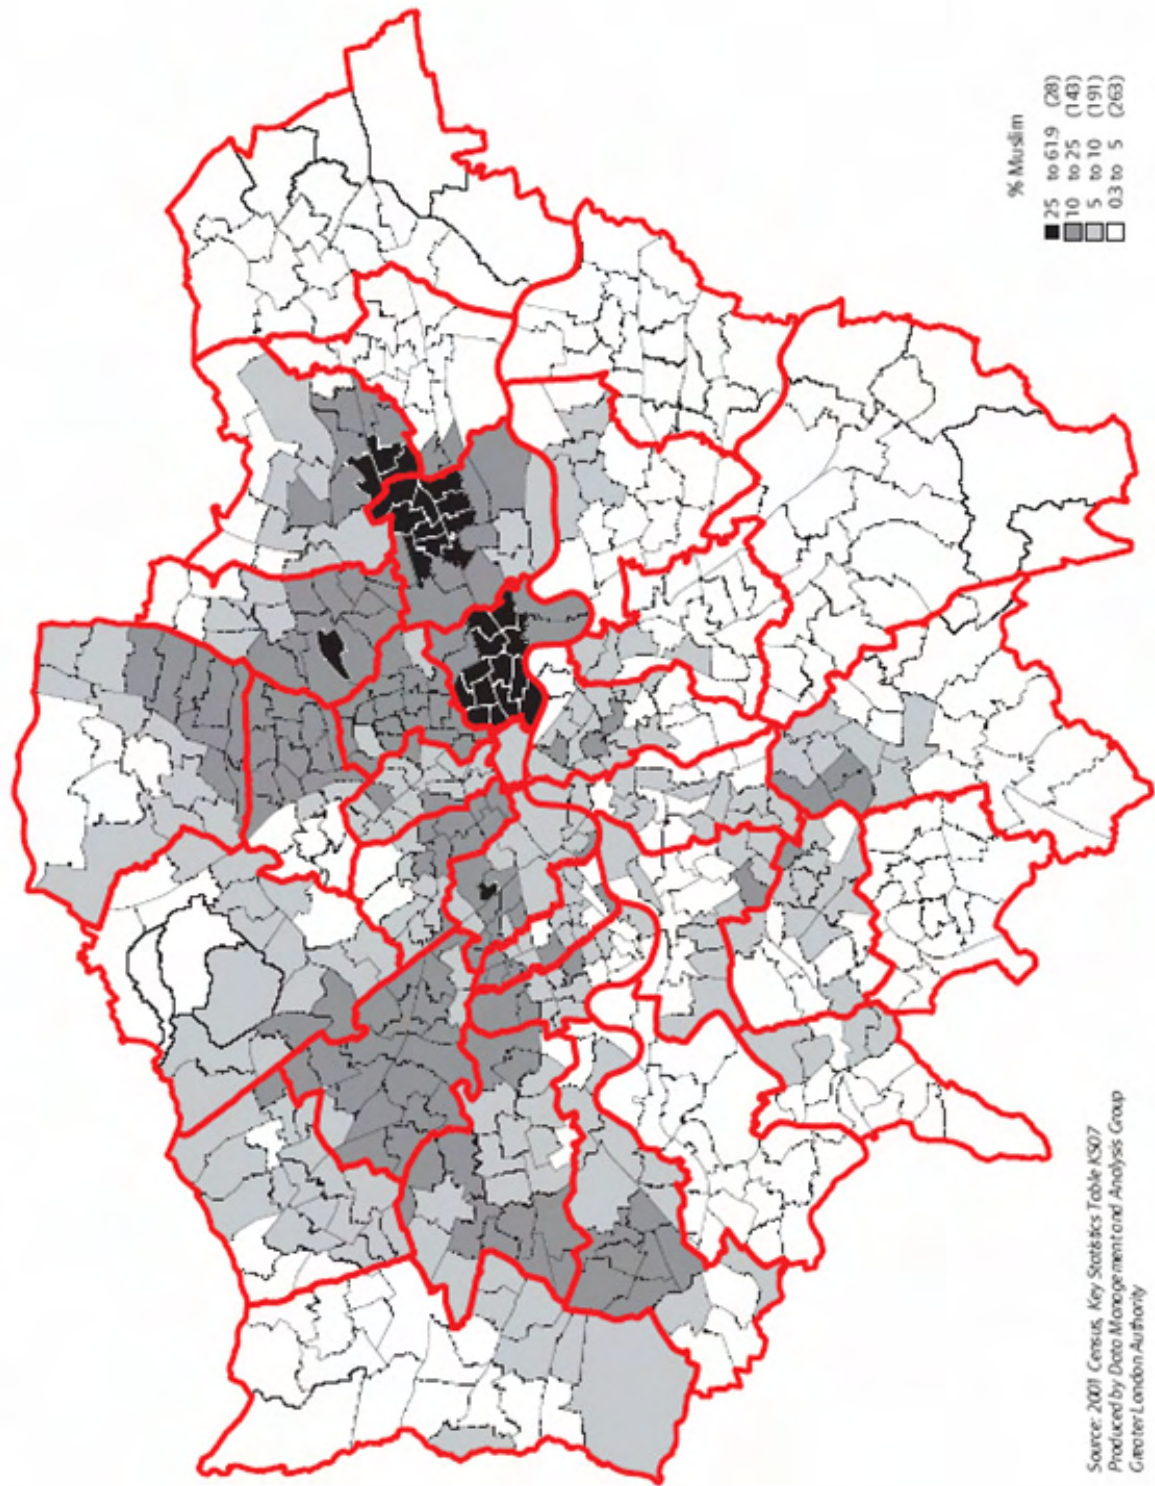 % Muslim
25 to 61.9 (28)
10 to 25 (143)
5 to 10 (191)
0.3 to 5 (263)
Source: 2001 Census, Key Statistics Table KS07
Produced by Data Management and Analysis Group
Greater London Authority